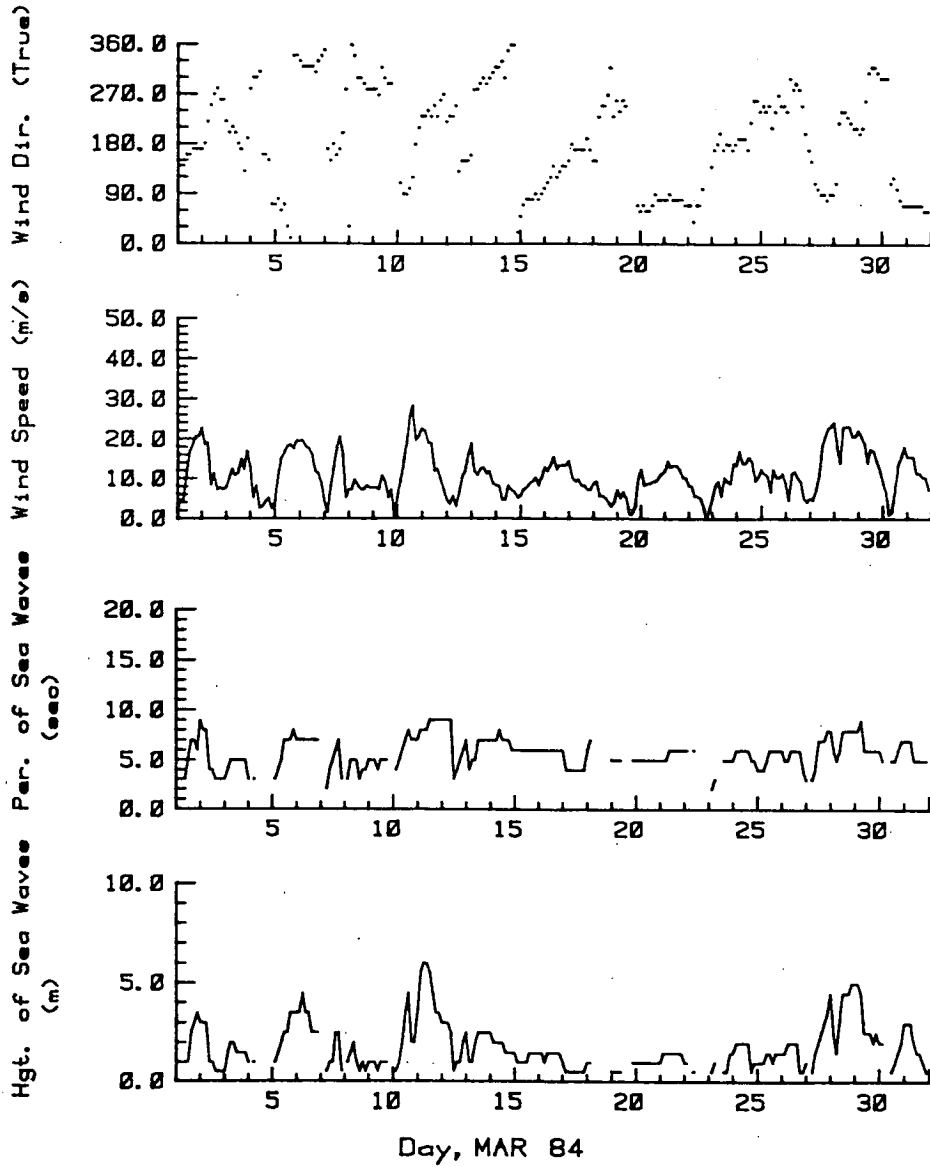 Wind Dir. (True)
360.0
270.0
180.0
90.0
0.0
5 10 15 20 25 30
Wind Speed (m/s)
50.0
40.0
30.0
20.0
10.0
0.0
5 10 15 20 25 30
Per. of Sea Waves
(sec)
20.0
15.0
10.0
5.0
0.0
5 10 15 20 25 30
Hgt. of Sea Waves
(m)
10.0
5.0
0.0
5 10 15 20 25 30
Day, MAR 84